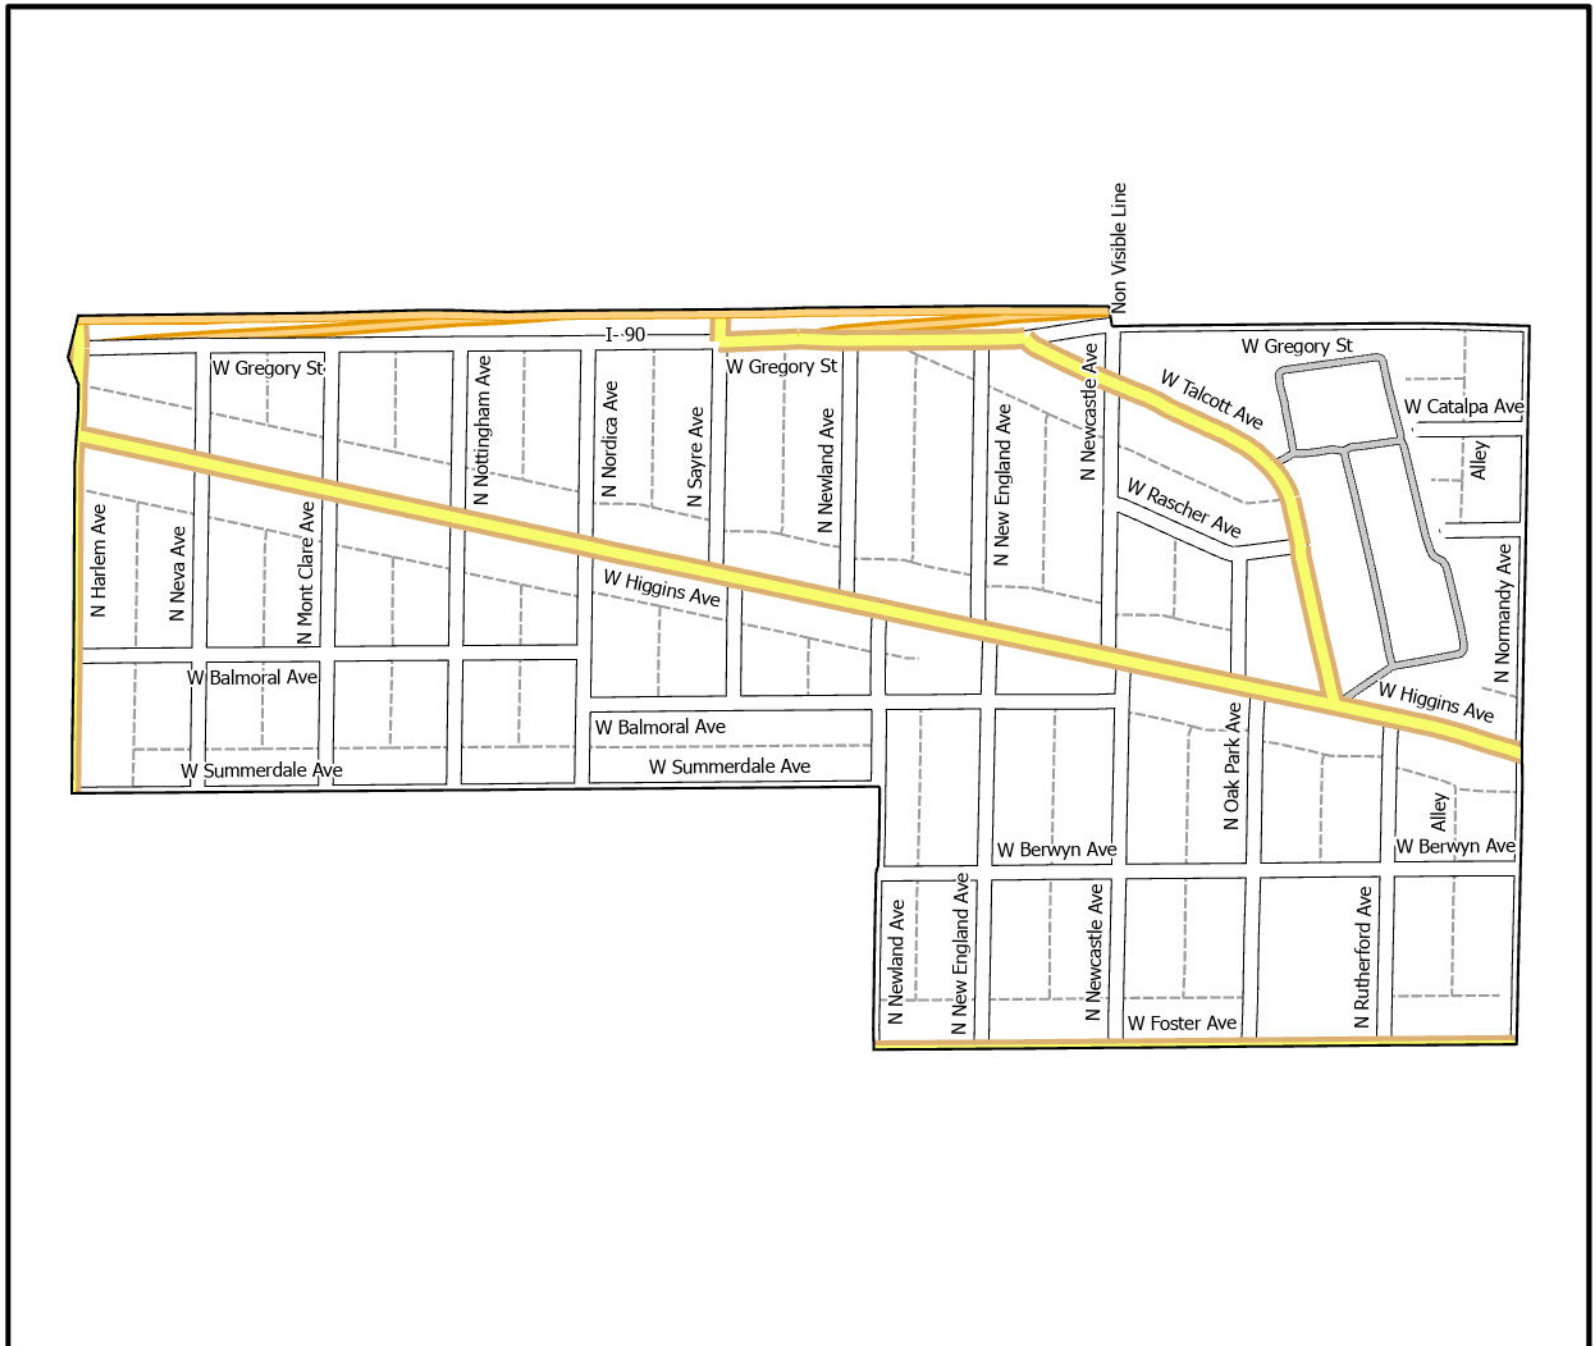 Non Visible Line
I- 90
W Gregory St
W Gregory St
W Gregory St
W Talcott Ave
W Catalpa Ave
N Nottingham Ave
N Nordica Ave
N Sayre Ave
N Newland Ave
N New England Ave
N Newcastle Ave
Alley
W Rascher Ave
N Harlem Ave
N Neva Ave
N Mont Clare Ave
W Higgins Ave
N Normandy Ave
W Higgins Ave
W Balmoral Ave
W Balmoral Ave
W Summerdale Ave
W Summerdale Ave
N Oak Park Ave
Alley
W Berwyn Ave
W Berwyn Ave
N Newland Ave
N New England Ave
N Newcastle Ave
N Rutherford Ave
W Foster Ave